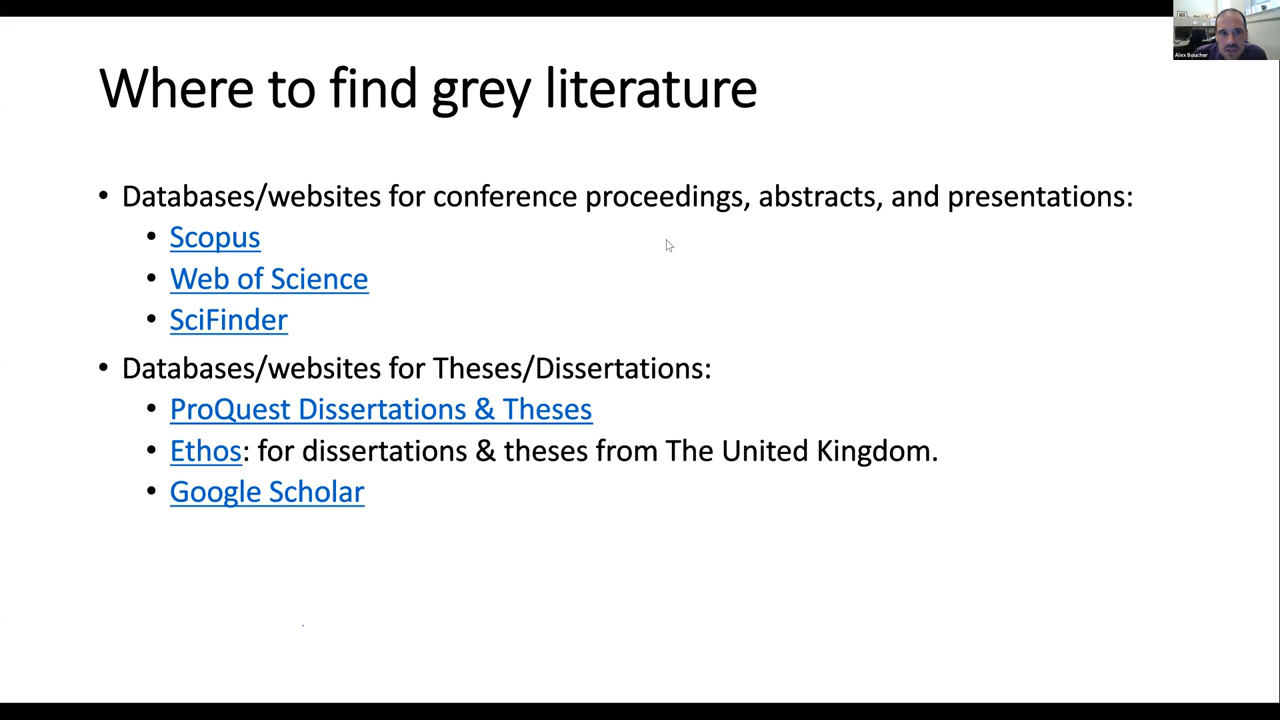 Alex Boucher
Where to find grey literature
• Databases/websites for conference proceedings, abstracts, and presentations:
• Scopus
• Web of Science
• SciFinder
• Databases/websites for Theses/Dissertations:
• ProQuest Dissertations & Theses
• Ethos: for dissertations & theses from The United Kingdom.
• Google Scholar